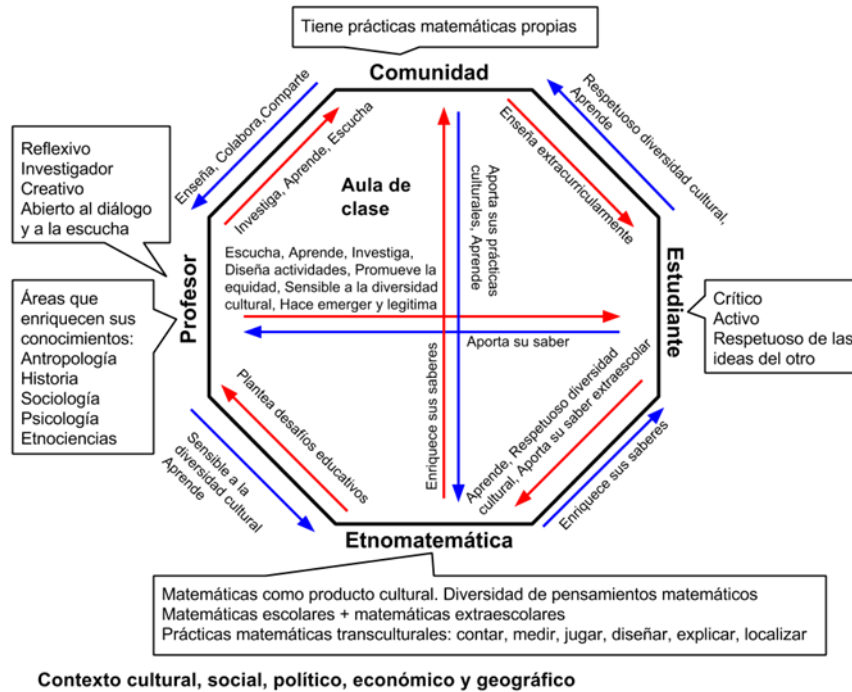 Tiene prácticas matemáticas propias
Comunidad
Enseña, Colabora, Comparte
Investiga, Aprende, Escucha
Respetuoso diversidad cultural,
Aprende
Enseña extracurricularmente
Reflexivo
Investigador
Creativo
Abierto al diálogo
y a la escucha
Aula de
clase
Aporta sus prácticas
culturales, Aprende
Escucha, Aprende, Investiga,
Diseña actividades, Promueve la
equidad, Sensible a la diversidad
cultural, Hace emerger y legitima
Profesor
Estudiante
Áreas que
enriquecen sus
conocimientos:
Antropología
Historia
Sociología
Psicología
Etnociencias
Crítico
Activo
Respetuoso de las
ideas del otro
Aporta su saber
Enriquece sus saberes
Plantea desafíos educativos
Sensible a la
diversidad cultural
Aprende
Aprende, Respetuoso diversidad
cultural, Aporta su saber extraescolar
Enriquece sus saberes
Etnomatemática
Matemáticas como producto cultural. Diversidad de pensamientos matemáticos
Matemáticas escolares + matemáticas extraescolares
Prácticas matemáticas transculturales: contar, medir, jugar, diseñar, explicar, localizar
Contexto cultural, social, político, económico y geográfico